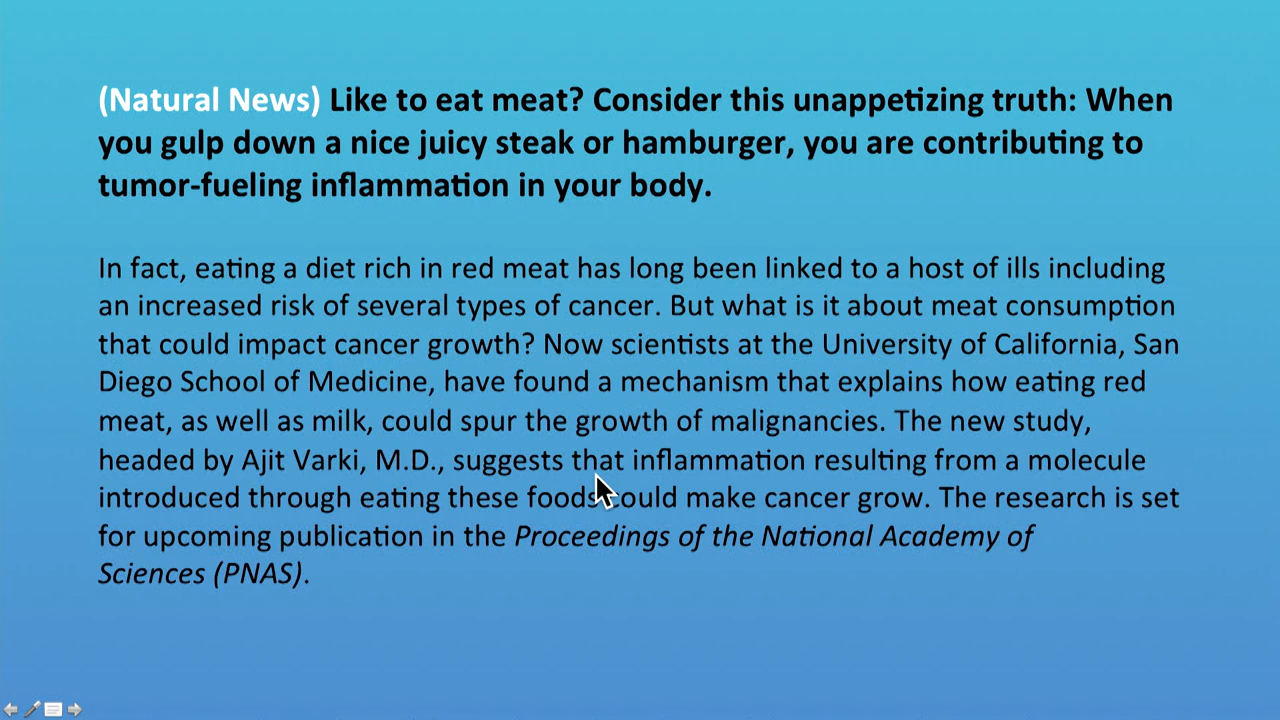 (Natural News) Like to eat meat? Consider this unappetizing truth: When
you gulp down a nice juicy steak or hamburger, you are contributing to
tumor-fueling inflammation in your body.
In fact, eating a diet rich in red meat has long been linked to a host of ills including
an increased risk of several types of cancer. But what is it about meat consumption
that could impact cancer growth? Now scientists at the University of California, San
Diego School of Medicine, have found a mechanism that explains how eating red
meat, as well as milk, could spur the growth of malignancies. The new study,
headed by Ajit Varki, M.D., suggests that inflammation resulting from a molecule
introduced through eating these foods could make cancer grow. The research is set
for upcoming publication in the Proceedings of the National Academy of
Sciences (PNAS).